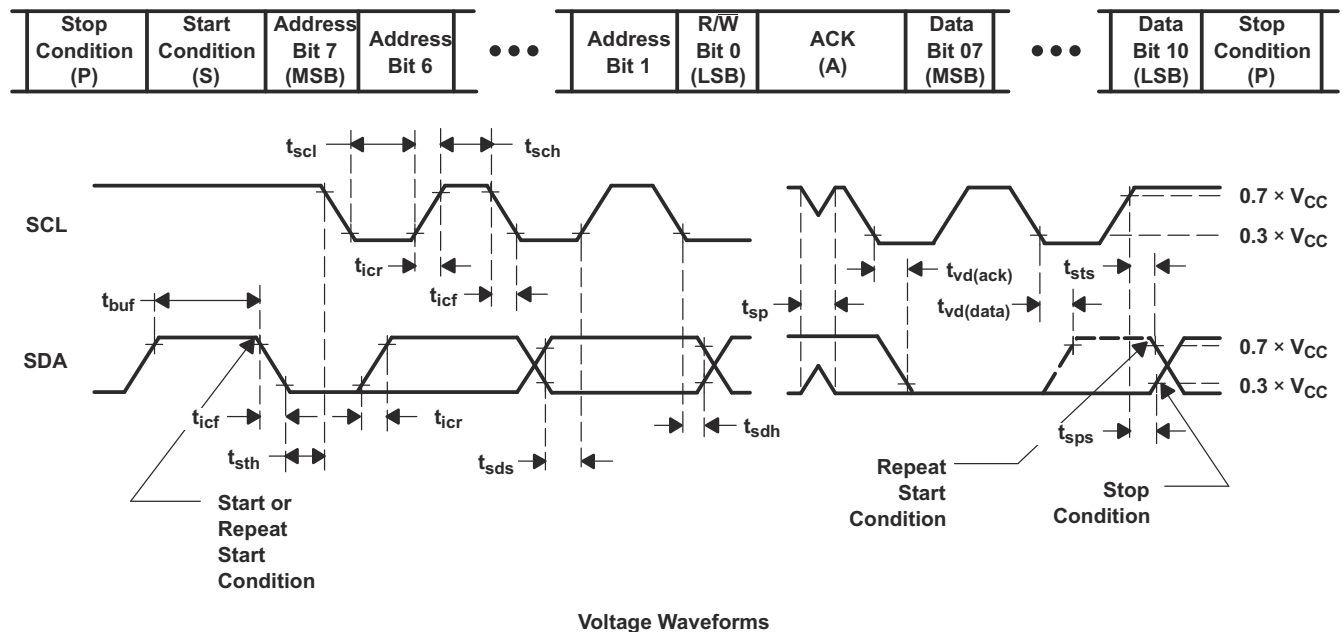 Stop Condition (P)
Start Condition (S)
Address Bit 7 (MSB)
Address Bit 6
•••
Address Bit 1
R/W̅ Bit 0 (LSB)
ACK (A)
Data Bit 07 (MSB)
•••
Data Bit 10 (LSB)
Stop Condition (P)
tscl
tsch
0.7 × VCC
SCL
0.3 × VCC
ticr
tvd(ack)
tsts
tbuf
ticf
tsp
tvd(data)
SDA
0.7 × VCC
0.3 × VCC
ticf
ticr
tsdh
tsps
tsth
tsds
Start or
Repeat
Start
Condition
Repeat
Start
Condition
Stop
Condition
Voltage Waveforms